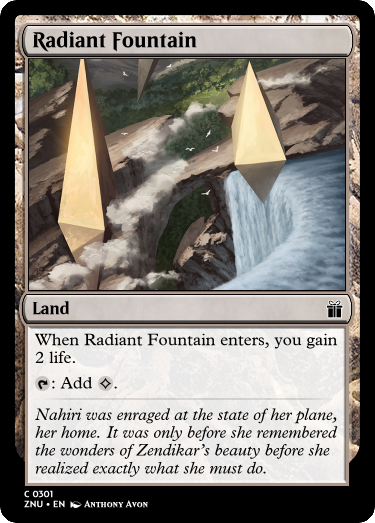 Radiant Fountain
Land
When Radiant Fountain enters, you gain
2 life.
: Add .
Nahiri was enraged at the state of her plane,
her home. It was only before she remembered
the wonders of Zendikar's beauty before she
realized exactly what she must do.
C 0301
ZNU • EN Anthony Avon